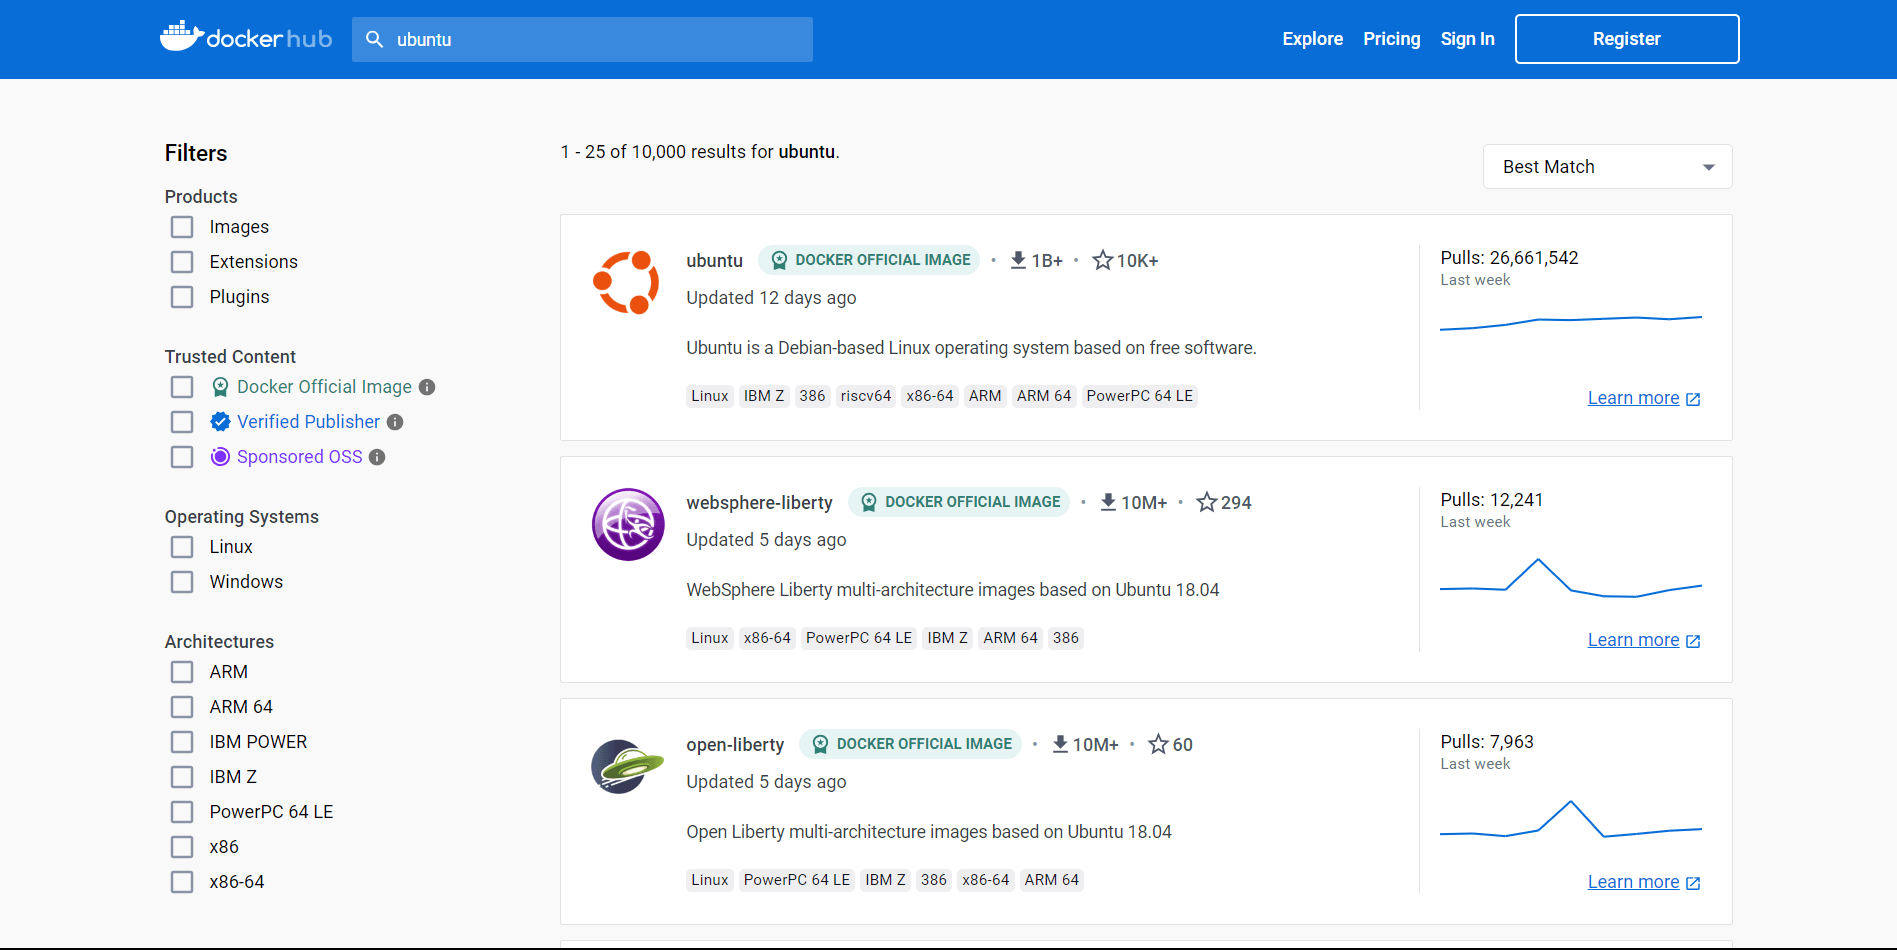 docker hub
ubuntu
Explore
Pricing
Sign In
Register
Filters
Products
Images
Extensions
Plugins
Trusted Content
Docker Official Image
Verified Publisher
Sponsored OSS
Operating Systems
Linux
Windows
Architectures
ARM
ARM 64
IBM POWER
IBM Z
PowerPC 64 LE
x86
x86-64
1 - 25 of 10,000 results for ubuntu.
Best Match
ubuntu DOCKER OFFICIAL IMAGE • 1B+ • 10K+
Updated 12 days ago
Ubuntu is a Debian-based Linux operating system based on free software.
Linux IBM Z 386 riscv64 x86-64 ARM ARM 64 PowerPC 64 LE
Pulls: 26,661,542
Last week
Learn more
websphere-liberty DOCKER OFFICIAL IMAGE • 10M+ • 294
Updated 5 days ago
WebSphere Liberty multi-architecture images based on Ubuntu 18.04
Linux x86-64 PowerPC 64 LE IBM Z ARM 64 386
Pulls: 12,241
Last week
Learn more
open-liberty DOCKER OFFICIAL IMAGE • 10M+ • 60
Updated 5 days ago
Open Liberty multi-architecture images based on Ubuntu 18.04
Linux PowerPC 64 LE IBM Z 386 x86-64 ARM 64
Pulls: 7,963
Last week
Learn more